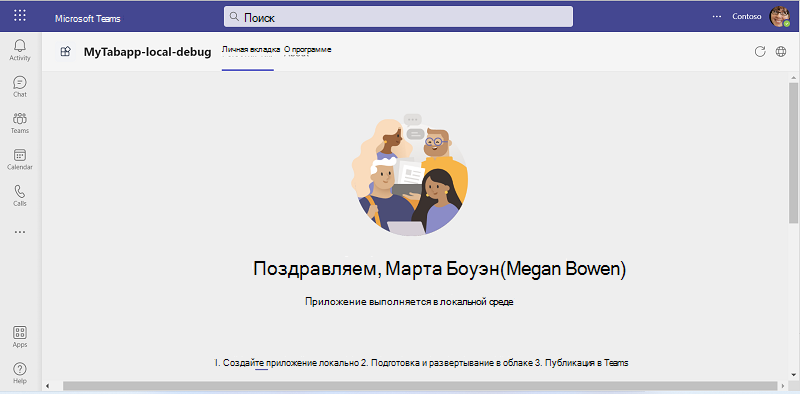 Microsoft Teams
Поиск
Contoso
Activity
Chat
Teams
Calendar
Calls
Apps
Help
MyTabapp-local-debug
Личная вкладка
О программе
Поздравляем, Марта Боуэн(Megan Bowen)
Приложение выполняется в локальной среде
1. Создайте приложение локально 2. Подготовка и развертывание в облаке 3. Публикация в Teams